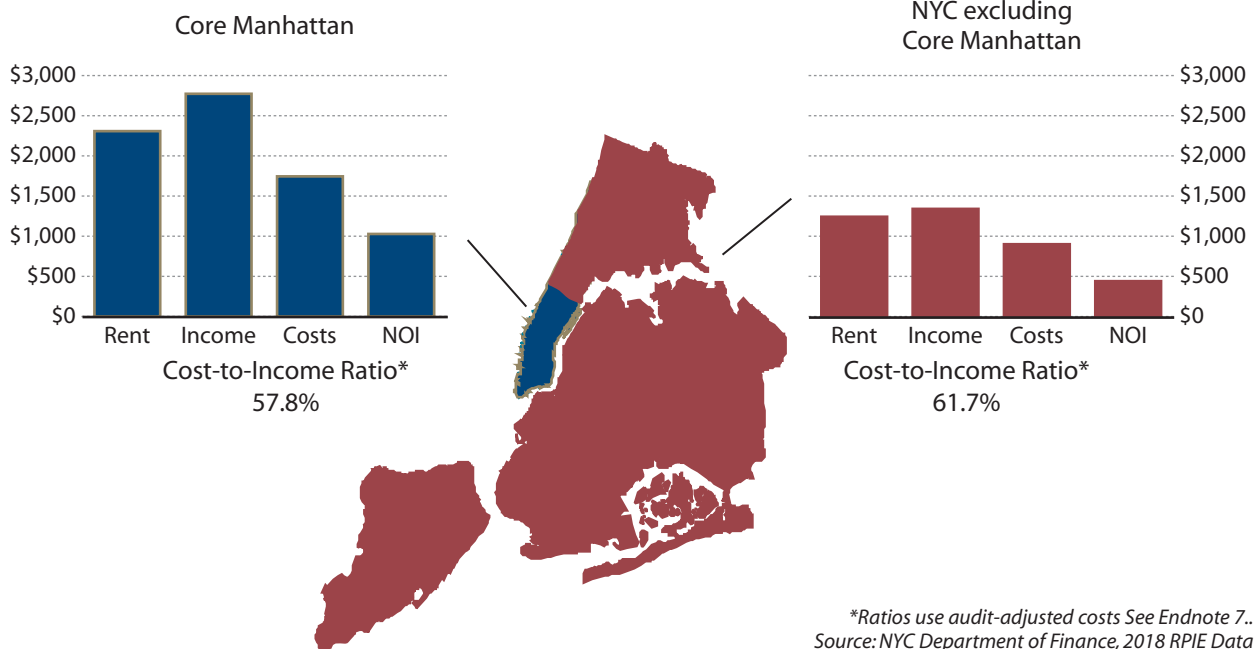 Core Manhattan
$3,000
$2,500
$2,000
$1,500
$1,000
$500
$0
Rent Income Costs NOI
Cost-to-Income Ratio*
57.8%
NYC excluding
Core Manhattan
$3,000
$2,500
$2,000
$1,500
$1,000
$500
$0
Rent Income Costs NOI
Cost-to-Income Ratio*
61.7%
*Ratios use audit-adjusted costs See Endnote 7..
Source: NYC Department of Finance, 2018 RPIE Data